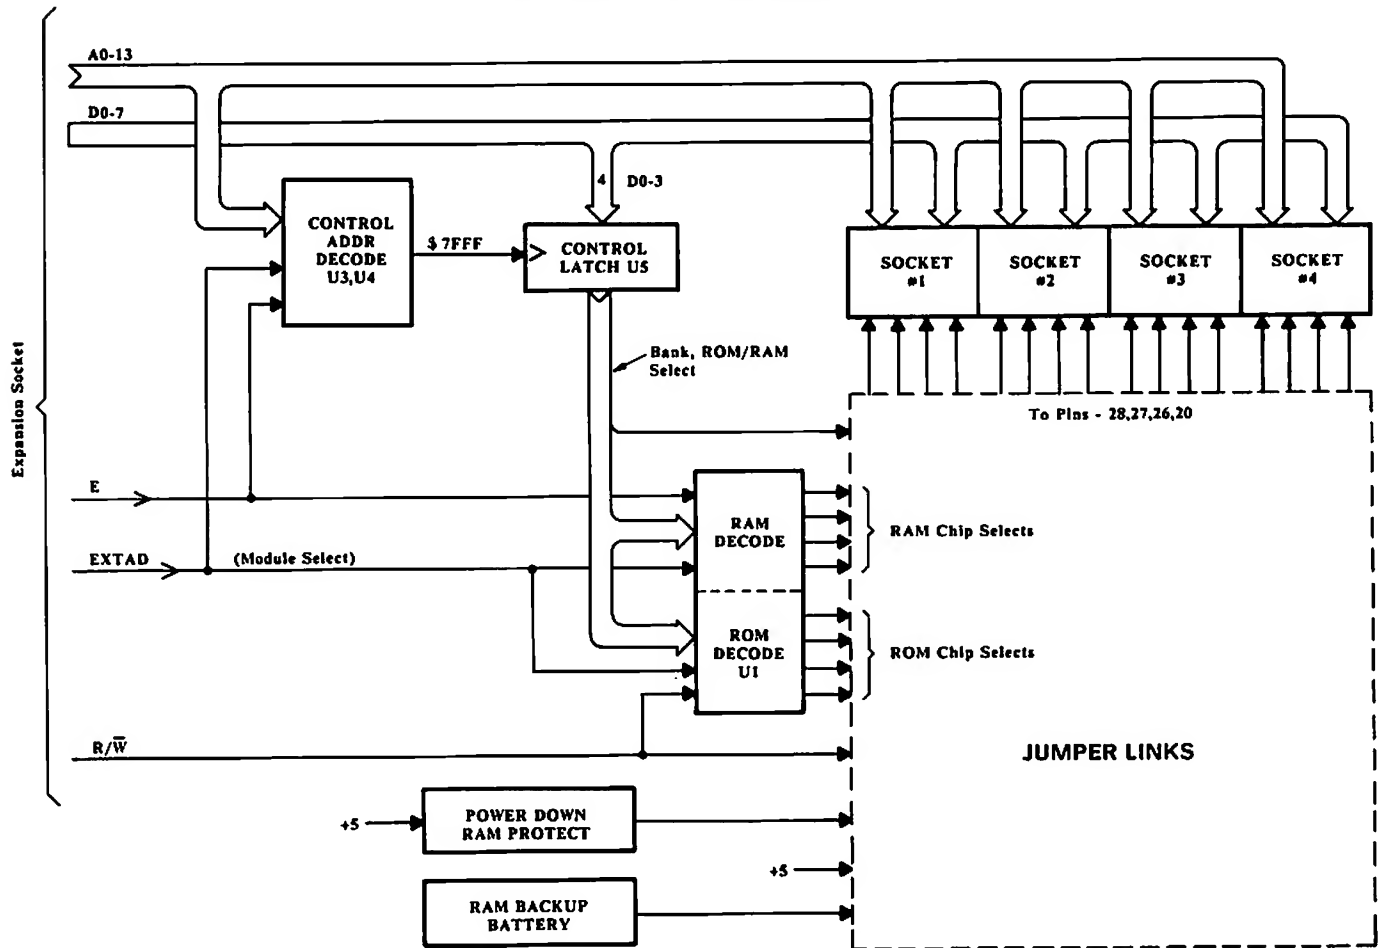 A0-13
D0-7
4 D0-3
CONTROL
ADDR
DECODE
U3,U4
$ 7FFF
CONTROL
LATCH U5
SOCKET
#1
SOCKET
#2
SOCKET
#3
SOCKET
#4
Bank, ROM/RAM
Select
To Pins - 28,27,26,20
Expansion Socket
E
EXTAD
(Module Select)
RAM
DECODE
RAM Chip Selects
ROM
DECODE
U1
ROM Chip Selects
R/W̅
JUMPER LINKS
+5
POWER DOWN
RAM PROTECT
+5
RAM BACKUP
BATTERY